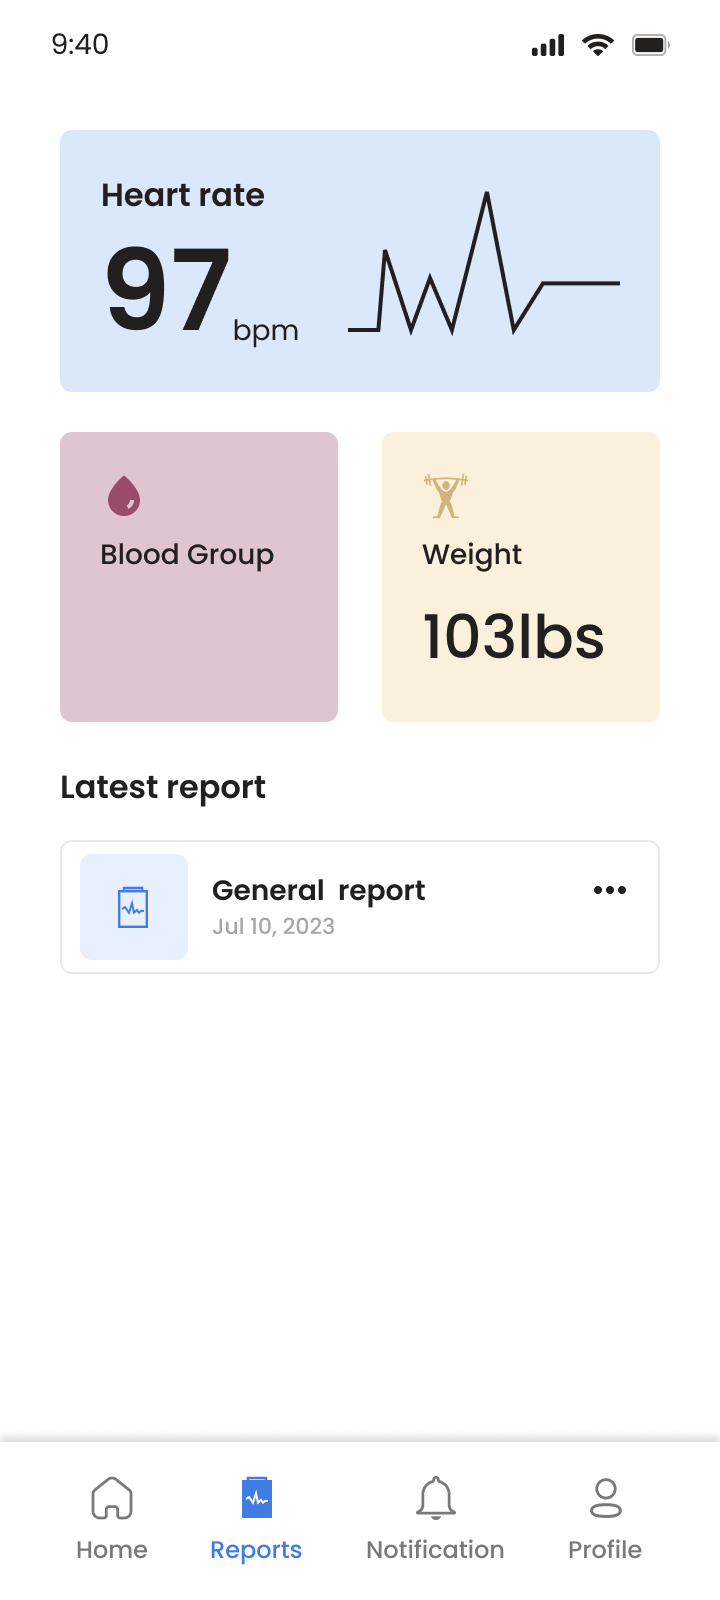 9:40
Heart rate
97 bpm
Blood Group
Weight
103lbs
Latest report
General report
Jul 10, 2023
Home
Reports
Notification
Profile